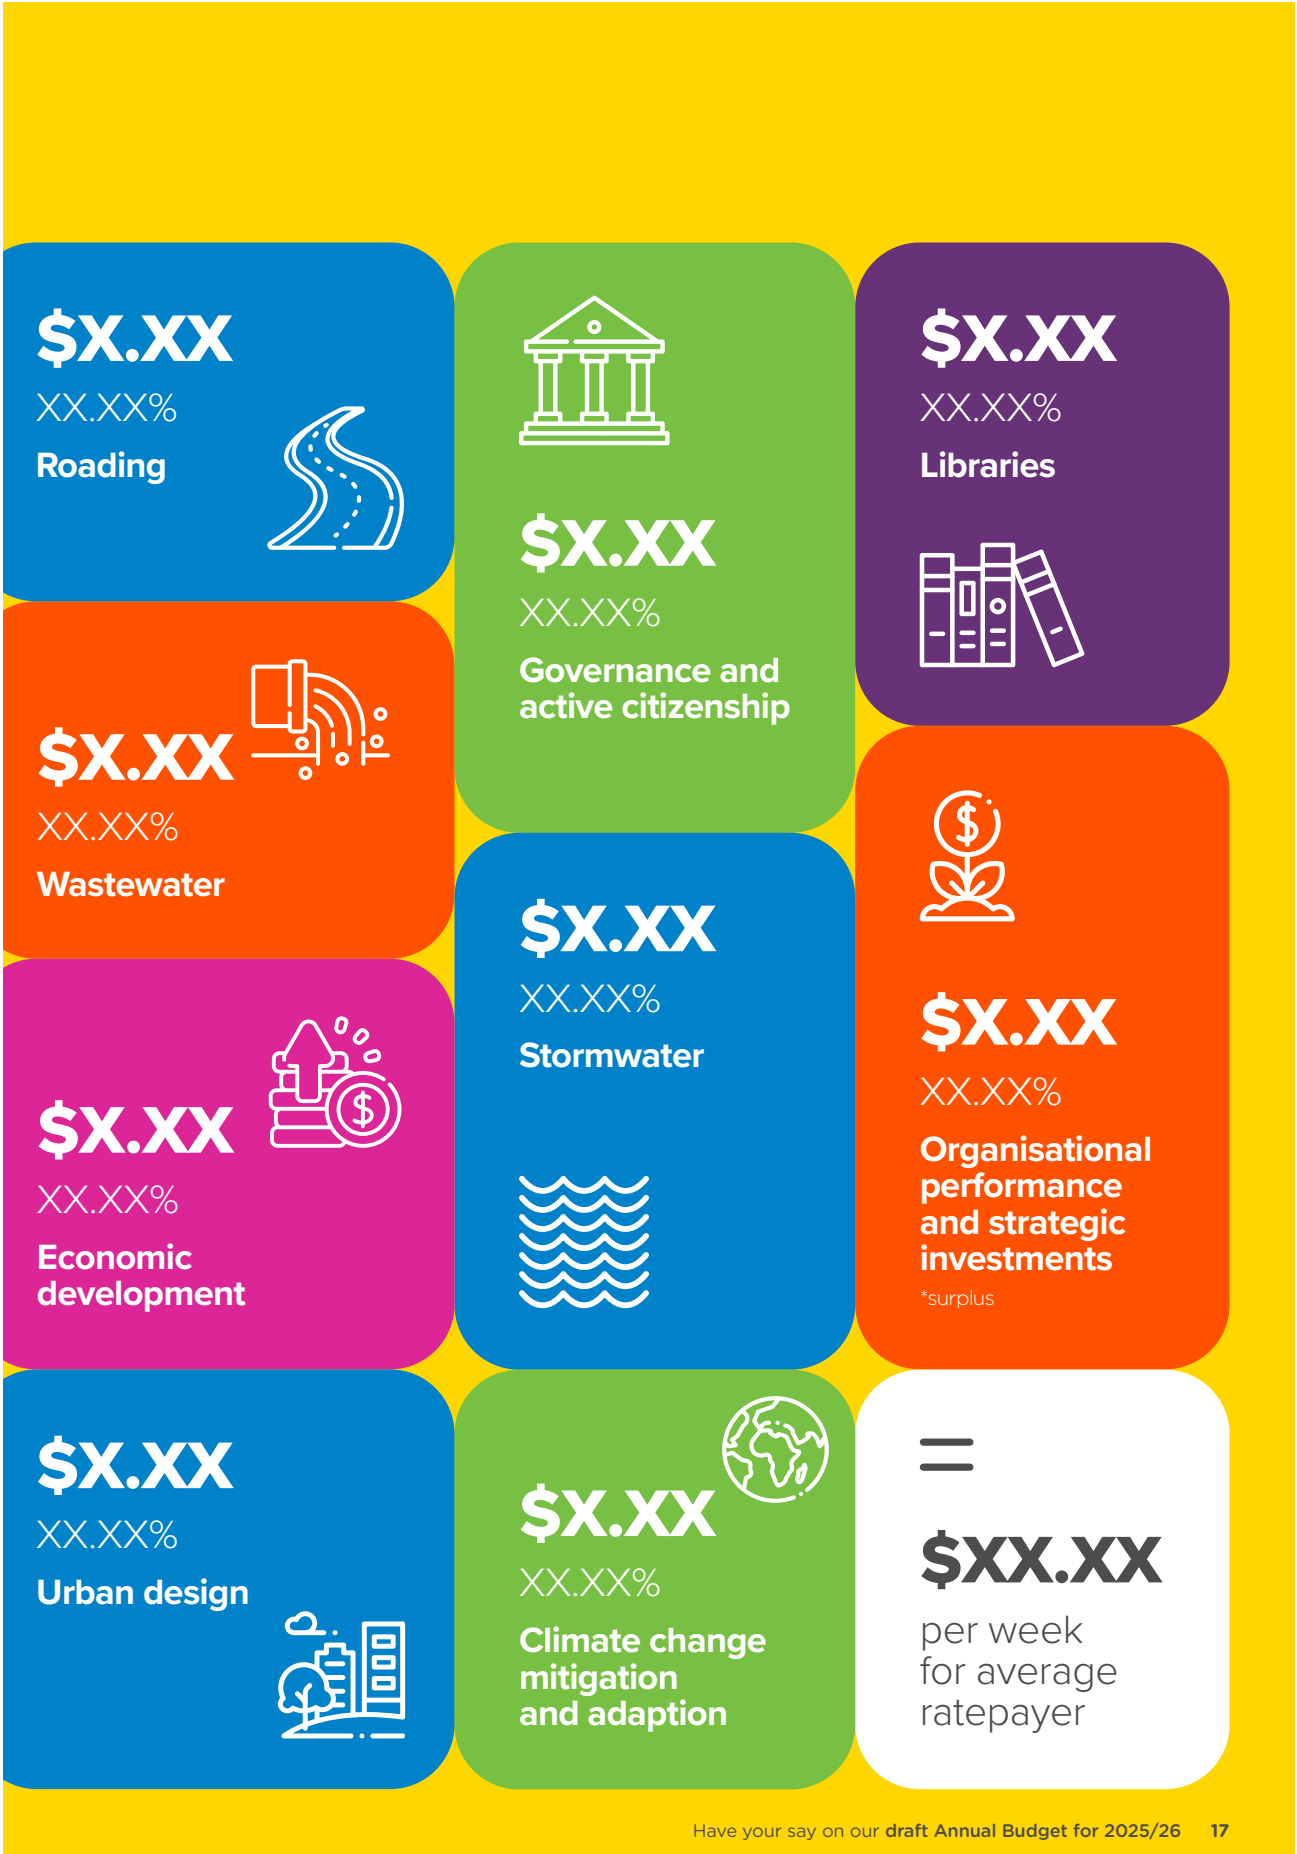 $X.XX
XX.XX%
Roading
$X.XX
XX.XX%
Wastewater
$X.XX
XX.XX%
Economic
development
$X.XX
XX.XX%
Urban design
$X.XX
XX.XX%
Governance and
active citizenship
$X.XX
XX.XX%
Stormwater
$X.XX
XX.XX%
Climate change
mitigation
and adaption
$X.XX
XX.XX%
Libraries
$
$X.XX
XX.XX%
Organisational
performance
and strategic
investments
*surplus
=
$XX.XX
per week
for average
ratepayer
Have your say on our draft Annual Budget for 2025/26 17